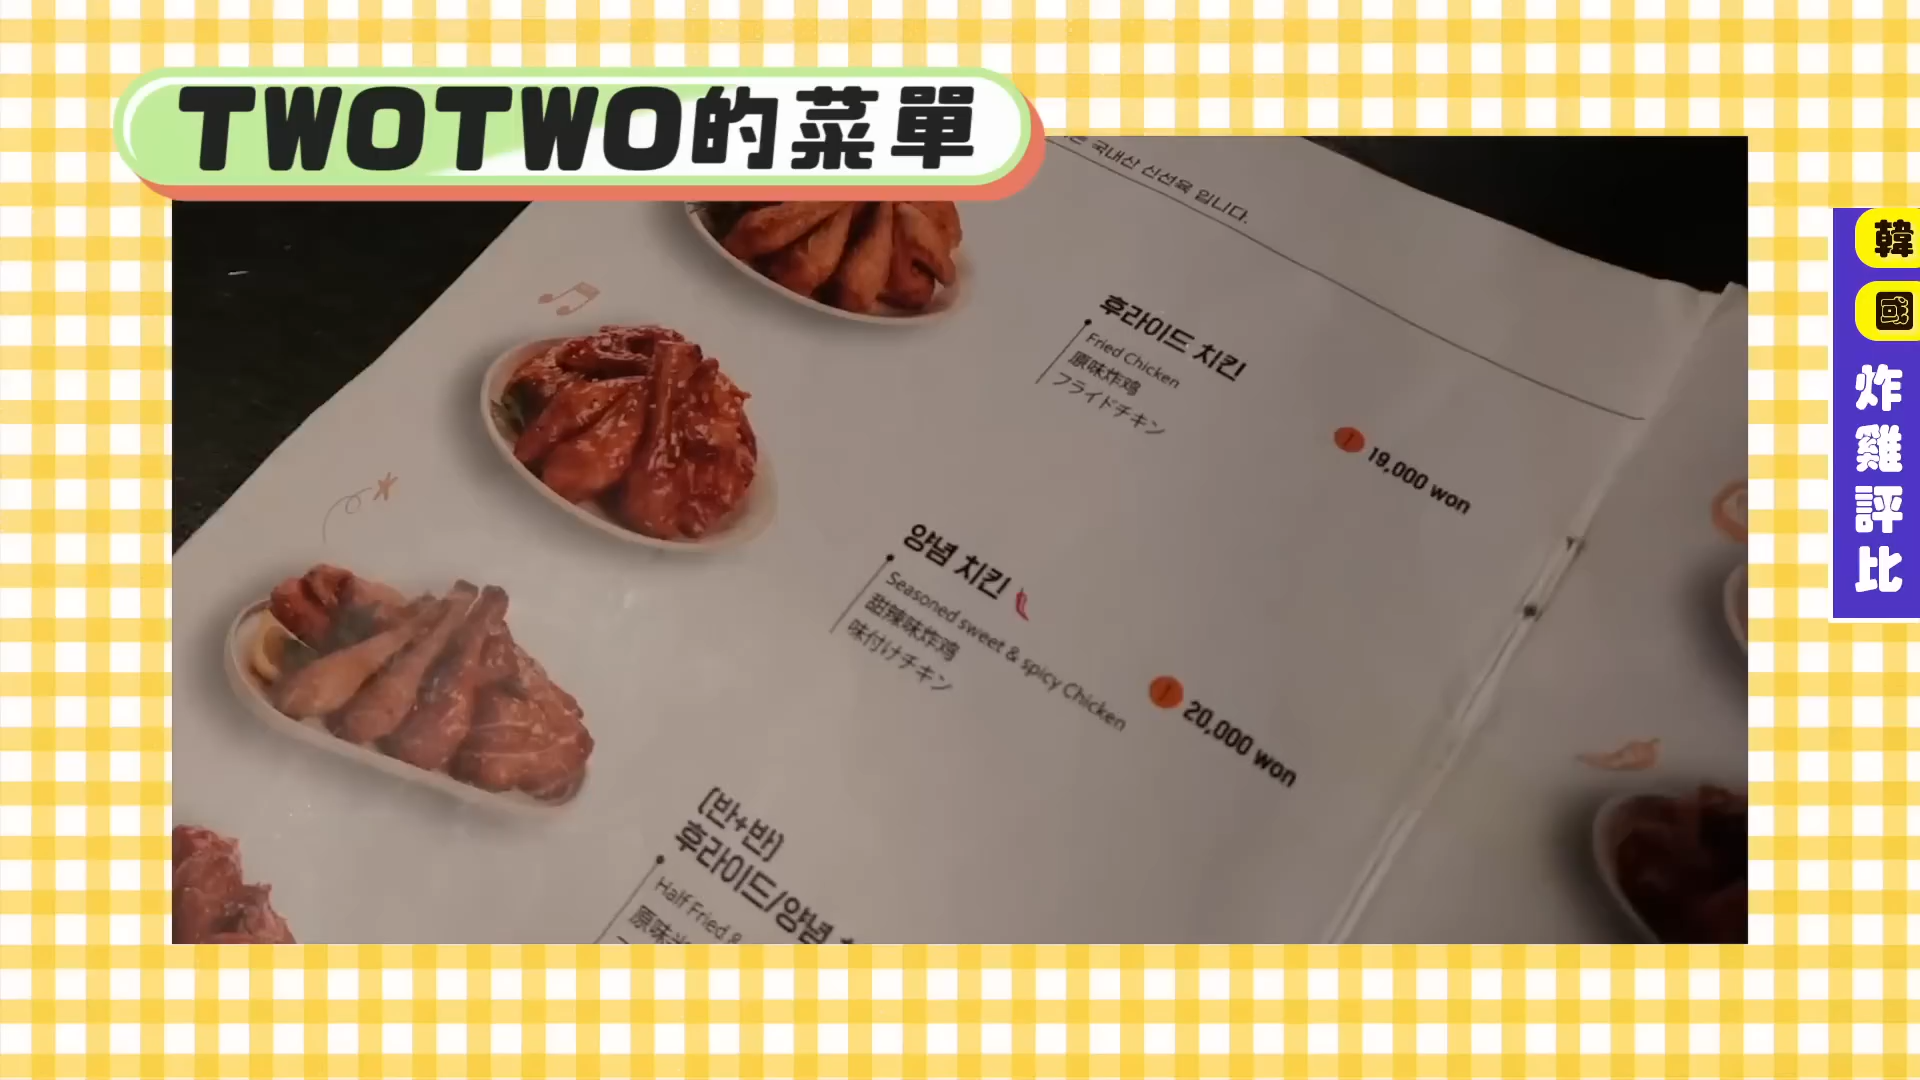 TWOTWO的菜單
국내산 신선육 입니다.
후라이드 치킨
Fried Chicken
原味炸鸡
フライドチキン
19,000 won
양념 치킨
Seasoned sweet & spicy Chicken
甜辣味炸鸡
味付けチキン
20,000 won
(반+반)
후라이드/양념
Half Fried &
原味
韓
國
炸
雞
評
比